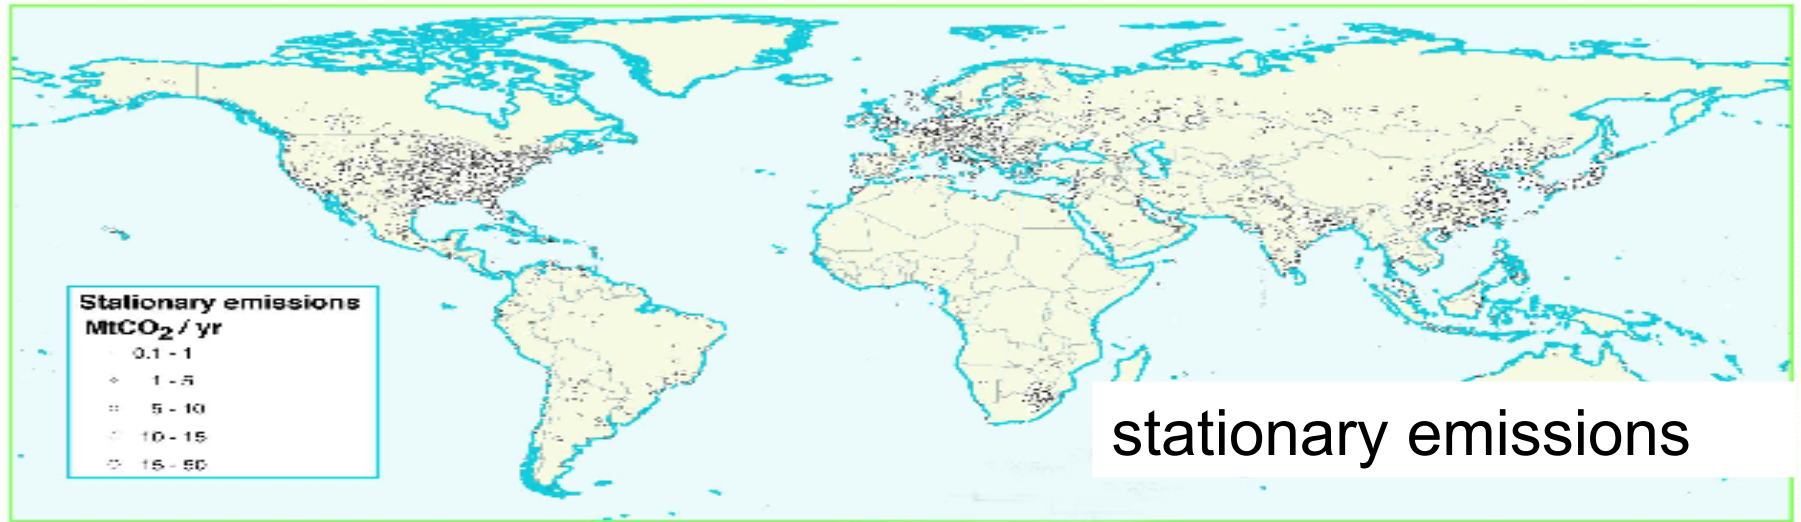 Stationary emissions
MtCO₂ / yr
0.1 - 1
1 - 5
5 - 10
10 - 15
15 - 50
stationary emissions